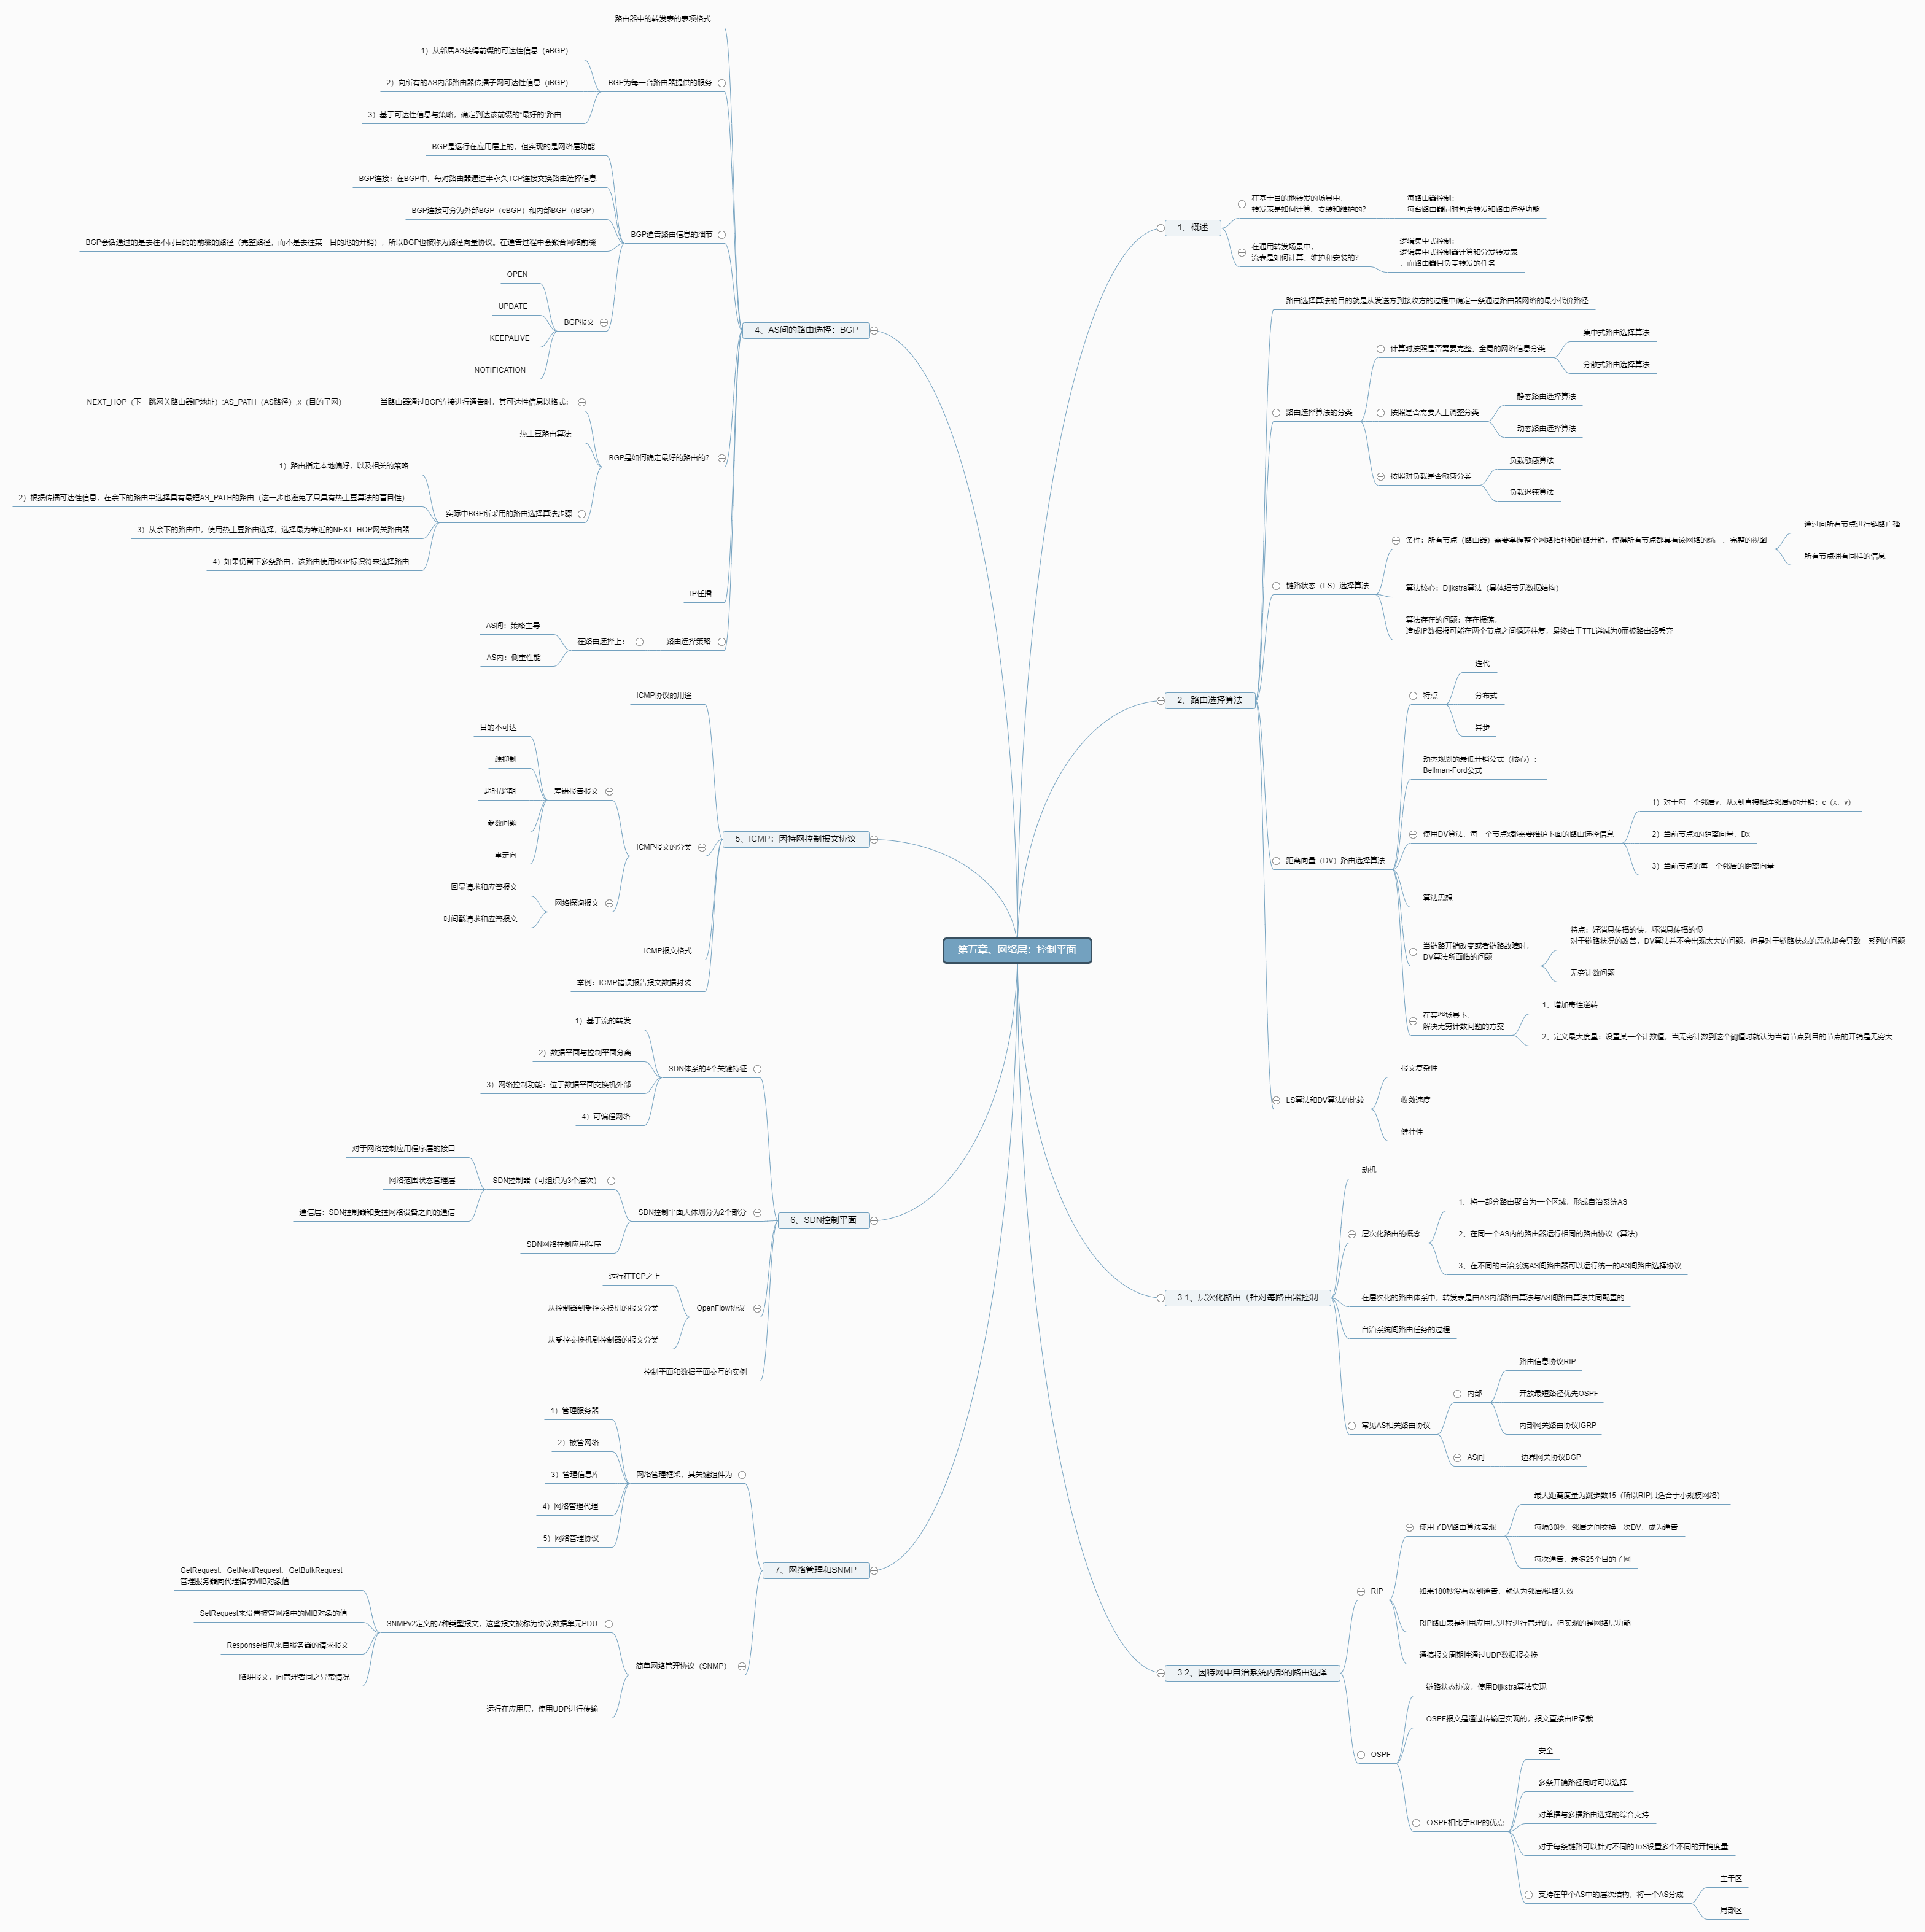 第五章、网络层：控制平面
1、概述
在基于目的地转发的场景中，
转发表是如何计算、安装和维护的？
每路由器控制：
每台路由器同时包含转发和路由选择功能
在通用转发场景中，
流表是如何计算、维护和安装的？
逻辑集中式控制：
逻辑集中式控制器计算和分发转发表
，而路由器只负责转发的任务
2、路由选择算法
路由选择算法的目的就是从发送方到接收方的过程中确定一条通过路由器网络的最小代价路径
路由选择算法的分类
计算时按照是否需要完整、全局的网络信息分类
集中式路由选择算法
分散式路由选择算法
按照是否需要人工调整分类
静态路由选择算法
动态路由选择算法
按照对负载是否敏感分类
负载敏感算法
负载迟钝算法
链路状态（LS）选择算法
条件：所有节点（路由器）需要掌握整个网络拓扑和链路开销，使得所有节点都具有该网络的统一、完整的视图
通过向所有节点进行链路广播
所有节点拥有同样的信息
算法核心：Dijkstra算法（具体细节见数据结构）
算法存在的问题：存在振荡，
造成IP数据报可能在两个节点之间循环往复，最终由于TTL递减为0而被路由器丢弃
距离向量（DV）路由选择算法
特点
迭代
分布式
异步
动态规划的最低开销公式（核心）：
Bellman-Ford公式
使用DV算法，每一个节点x都需要维护下面的路由选择信息
1）对于每一个邻居v，从x到直接相连邻居v的开销：c（x，v）
2）当前节点x的距离向量，Dx
3）当前节点的每一个邻居的距离向量
算法思想
当链路开销改变或者链路故障时，
DV算法所面临的问题
特点：好消息传播的快，坏消息传播的慢
对于链路状况的改善，DV算法并不会出现太大的问题，但是对于链路状态的恶化却会导致一系列的问题
无穷计数问题
在某些场景下，
解决无穷计数问题的方案
1、增加毒性逆转
2、定义最大度量：设置某一个计数值，当无穷计数到这个阈值时就认为当前节点到目的节点的开销是无穷大
LS算法和DV算法的比较
报文复杂性
收敛速度
健壮性
3.1、层次化路由（针对每路由器控制
动机
层次化路由的概念
1、将一部分路由聚合为一个区域，形成自治系统AS
2、在同一个AS内的路由器运行相同的路由协议（算法）
3、在不同的自治系统AS间路由器可以运行统一的AS间路由选择协议
在层次化的路由体系中，转发表是由AS内部路由算法与AS间路由算法共同配置的
自治系统间路由任务的过程
常见AS相关路由协议
内部
路由信息协议RIP
开放最短路径优先OSPF
内部网关路由协议IGRP
AS间
边界网关协议BGP
3.2、因特网中自治系统内部的路由选择
RIP
使用了DV路由算法实现
最大距离度量为跳步数15（所以RIP只适合于小规模网络）
每隔30秒，邻居之间交换一次DV，成为通告
每次通告，最多25个目的子网
如果180秒没有收到通告，就认为邻居/链路失效
RIP路由表是利用应用层进程进行管理的，但实现的是网络层功能
通搞报文周期性通过UDP数据报交换
OSPF
链路状态协议，使用Dijkstra算法实现
OSPF报文是通过传输层实现的，报文直接由IP承载
OSPF相比于RIP的优点
安全
多条开销路径同时可以选择
对单播与多播路由选择的综合支持
对于每条链路可以针对不同的ToS设置多个不同的开销度量
支持在单个AS中的层次结构，将一个AS分成
主干区
局部区
4、AS间的路由选择：BGP
路由器中的转发表的表项格式
BGP为每一台路由器提供的服务
1）从邻居AS获得前缀的可达性信息（eBGP）
2）向所有的AS内部路由器传播子网可达性信息（iBGP）
3）基于可达性信息与策略，确定到达该前缀的“最好的”路由
BGP通告路由信息的细节
BGP是运行在应用层上的，但实现的是网络层功能
BGP连接：在BGP中，每对路由器通过半永久TCP连接交换路由选择信息
BGP连接可分为外部BGP（eBGP）和内部BGP（iBGP）
BGP会话通过的是去往不同目的的前缀的路径（完整路径，而不是去往某一目的地的开销），所以BGP也被称为路径向量协议。在通告过程中会聚合网络前缀
BGP报文
OPEN
UPDATE
KEEPALIVE
NOTIFICATION
BGP是如何确定最好的路由的？
当路由器通过BGP连接进行通告时，其可达性信息以格式：
NEXT_HOP（下一跳网关路由器IP地址）:AS_PATH（AS路径）,x（目的子网）
热土豆路由算法
实际中BGP所采用的路由选择算法步骤
1）路由指定本地偏好，以及相关的策略
2）根据传播可达性信息，在余下的路由中选择具有最短AS_PATH的路由（这一步也避免了只具有热土豆算法的盲目性）
3）从余下的路由中，使用热土豆路由选择，选择最为靠近的NEXT_HOP网关路由器
4）如果仍留下多条路由，该路由使用BGP标识符来选择路由
IP任播
路由选择策略
在路由选择上：
AS间：策略主导
AS内：侧重性能
5、ICMP：因特网控制报文协议
ICMP协议的用途
ICMP报文的分类
差错报告报文
目的不可达
源抑制
超时/超期
参数问题
重定向
网络探询报文
回显请求和应答报文
时间戳请求和应答报文
ICMP报文格式
举例：ICMP错误报告报文数据封装
6、SDN控制平面
SDN体系的4个关键特征
1）基于流的转发
2）数据平面与控制平面分离
3）网络控制功能：位于数据平面交换机外部
4）可编程网络
SDN控制平面大体划分为2个部分
SDN控制器（可组织为3个层次）
对于网络控制应用程序层的接口
网络范围状态管理层
通信层：SDN控制器和受控网络设备之间的通信
SDN网络控制应用程序
OpenFlow协议
运行在TCP之上
从控制器到受控交换机的报文分类
从受控交换机到控制器的报文分类
控制平面和数据平面交互的实例
7、网络管理和SNMP
网络管理框架，其关键组件为
1）管理服务器
2）被管网络
3）管理信息库
4）网络管理代理
5）网络管理协议
简单网络管理协议（SNMP）
SNMPv2定义的7种类型报文，这些报文被称为协议数据单元PDU
GetRequest、GetNextRequest、GetBulkRequest
管理服务器向代理请求MIB对象值
SetRequest来设置被管网络中的MIB对象的值
Response相应来自服务器的请求报文
陷阱报文，向管理者同之异常情况
运行在应用层，使用UDP进行传输